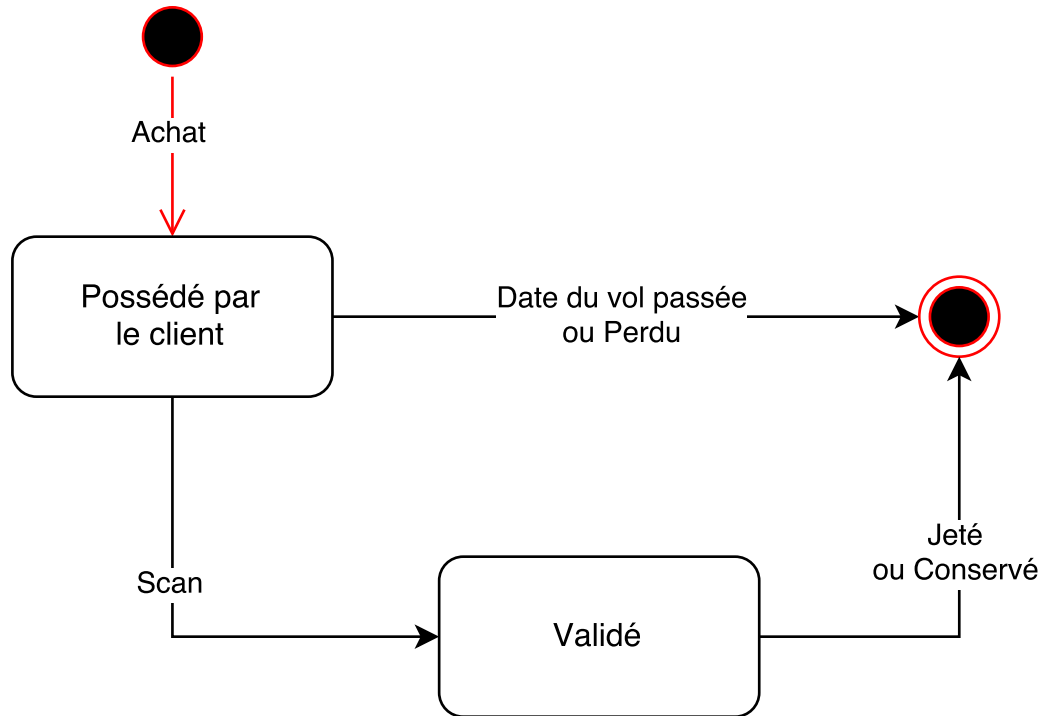 Achat
Possédé par
le client
Date du vol passée
ou Perdu
Jeté
ou Conservé
Scan
Validé